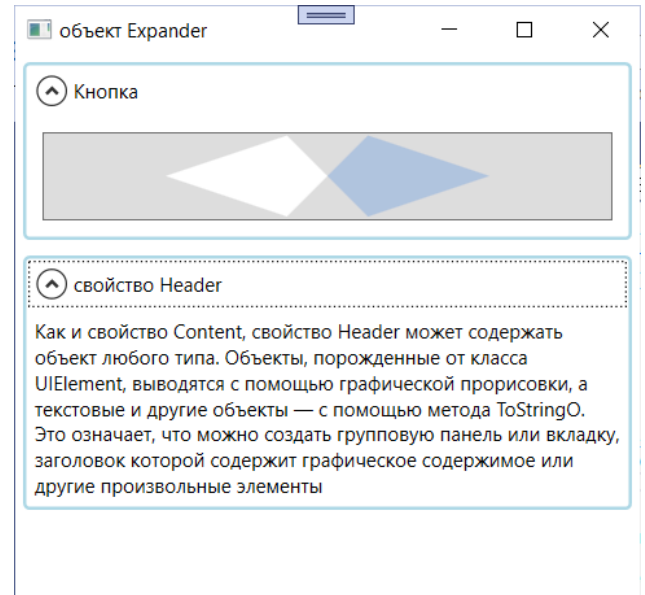 объект Expander
Кнопка
свойство Header
Как и свойство Content, свойство Header может содержать
объект любого типа. Объекты, порожденные от класса
UIElement, выводятся с помощью графической прорисовки, а
текстовые и другие объекты — с помощью метода ToStringO.
Это означает, что можно создать групповую панель или вкладку,
заголовок которой содержит графическое содержимое или
другие произвольные элементы